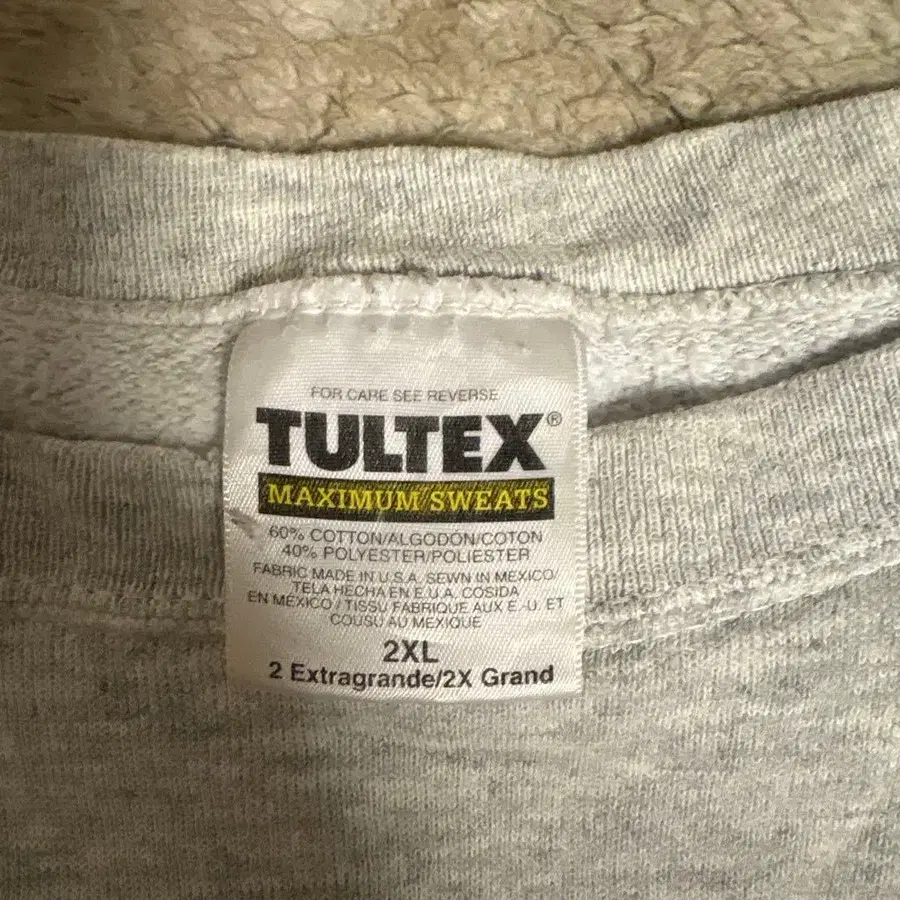 FOR CARE SEE REVERSE
TULTEX®
MAXIMUM SWEATS
60% COTTON/ALGODON/COTON
40% POLYESTER/POLIESTER
FABRIC MADE IN U.S.A. SEWN IN MEXICO/
TELA HECHA EN E.U.A. COSIDA
EN MEXICO / TISSU FABRIQUE AUX E.-U. ET
COUSU AU MEXIQUE
2XL
2 Extragrande/2X Grand